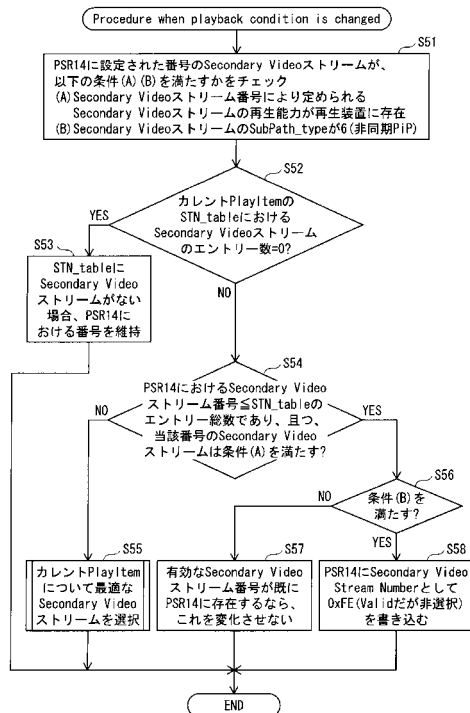 Procedure when playback condition is changed
S51
PSR14に設定された番号のSecondary Videoストリームが、
以下の条件(A)(B)を満たすかをチェック
(A)Secondary Videoストリーム番号により定められる
Secondary Videoストリームの再生能力が再生装置に存在
(B)Secondary VideoストリームのSubPath_typeが6(非同期PiP)
S52
カレントPlayItemの
STN_tableにおける
Secondary Videoストリーム
のエントリー数=0?
YES
S53
STN_tableに
Secondary Video
ストリームがない
場合、PSR14に
おける番号を維持
NO
S54
PSR14におけるSecondary Video
ストリーム番号≦STN_tableの
エントリー総数であり、且つ、
当該番号のSecondary Video
ストリームは条件(A)を満たす?
NO
YES
S56
条件(B)を
満たす?
NO
YES
S55
カレントPlayItem
について最適な
Secondary Video
ストリームを選択
S57
有効なSecondary Video
ストリーム番号が既に
PSR14に存在するなら、
これを変化させない
S58
PSR14にSecondary Video
Stream Numberとして
0xFE(Validだが非選択)
を書き込む
END